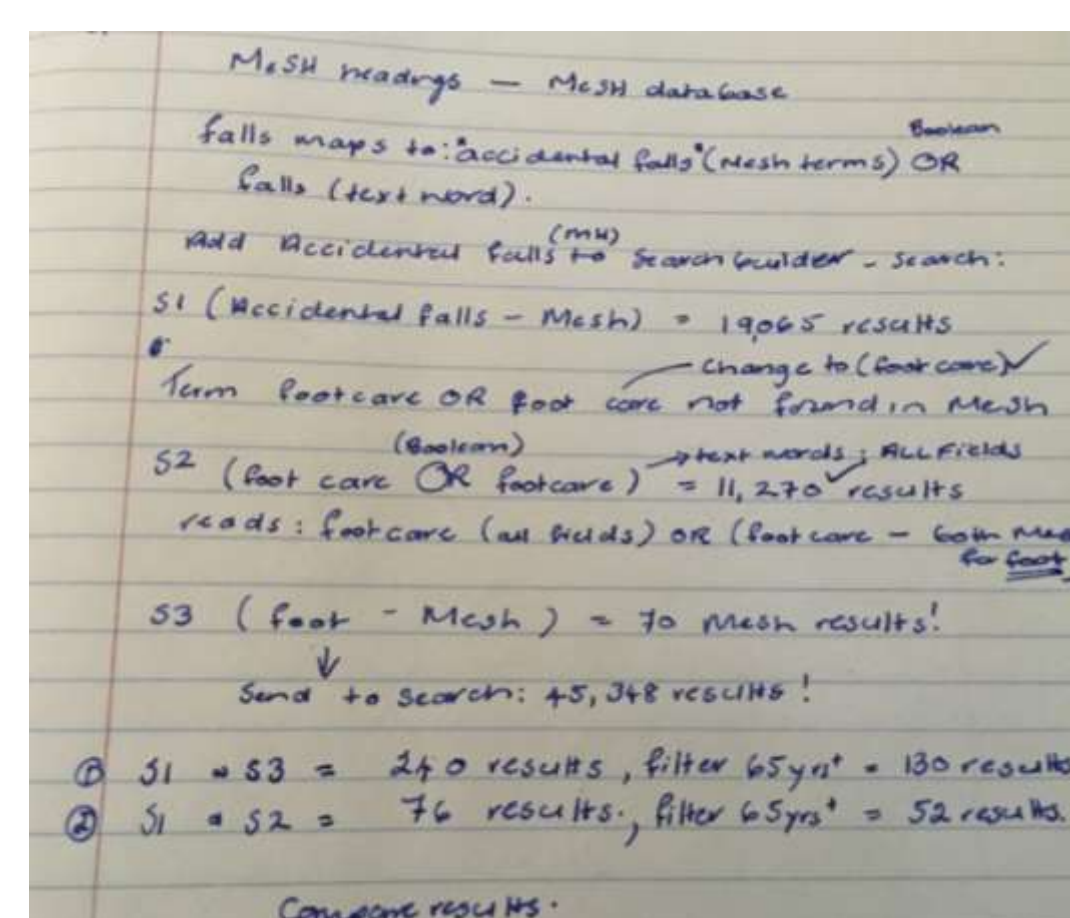 MeSH headings — MeSH database
Boolean
falls maps to: "accidental falls" (Mesh terms) OR
falls (text word).
(MH)
Add Accidental falls to Search builder - search:
S1 (Accidental falls - Mesh) = 19,065 results
Change to (foot care) ✓
Term footcare OR foot care not found in Mesh
(Boolean) → text words ; ALL Fields
S2 (foot care OR footcare) = 11,270 ✓ results
reads: footcare (all fields) OR (foot care - both Me
for foot
S3 (foot - Mesh) = 70 Mesh results!
↓
Send to search: 45,348 results!
① S1 + S3 = 240 results, filter 65yrs+ = 130 results
② S1 + S2 = 76 results., filter 65yrs+ = 52 results.
Compare results.